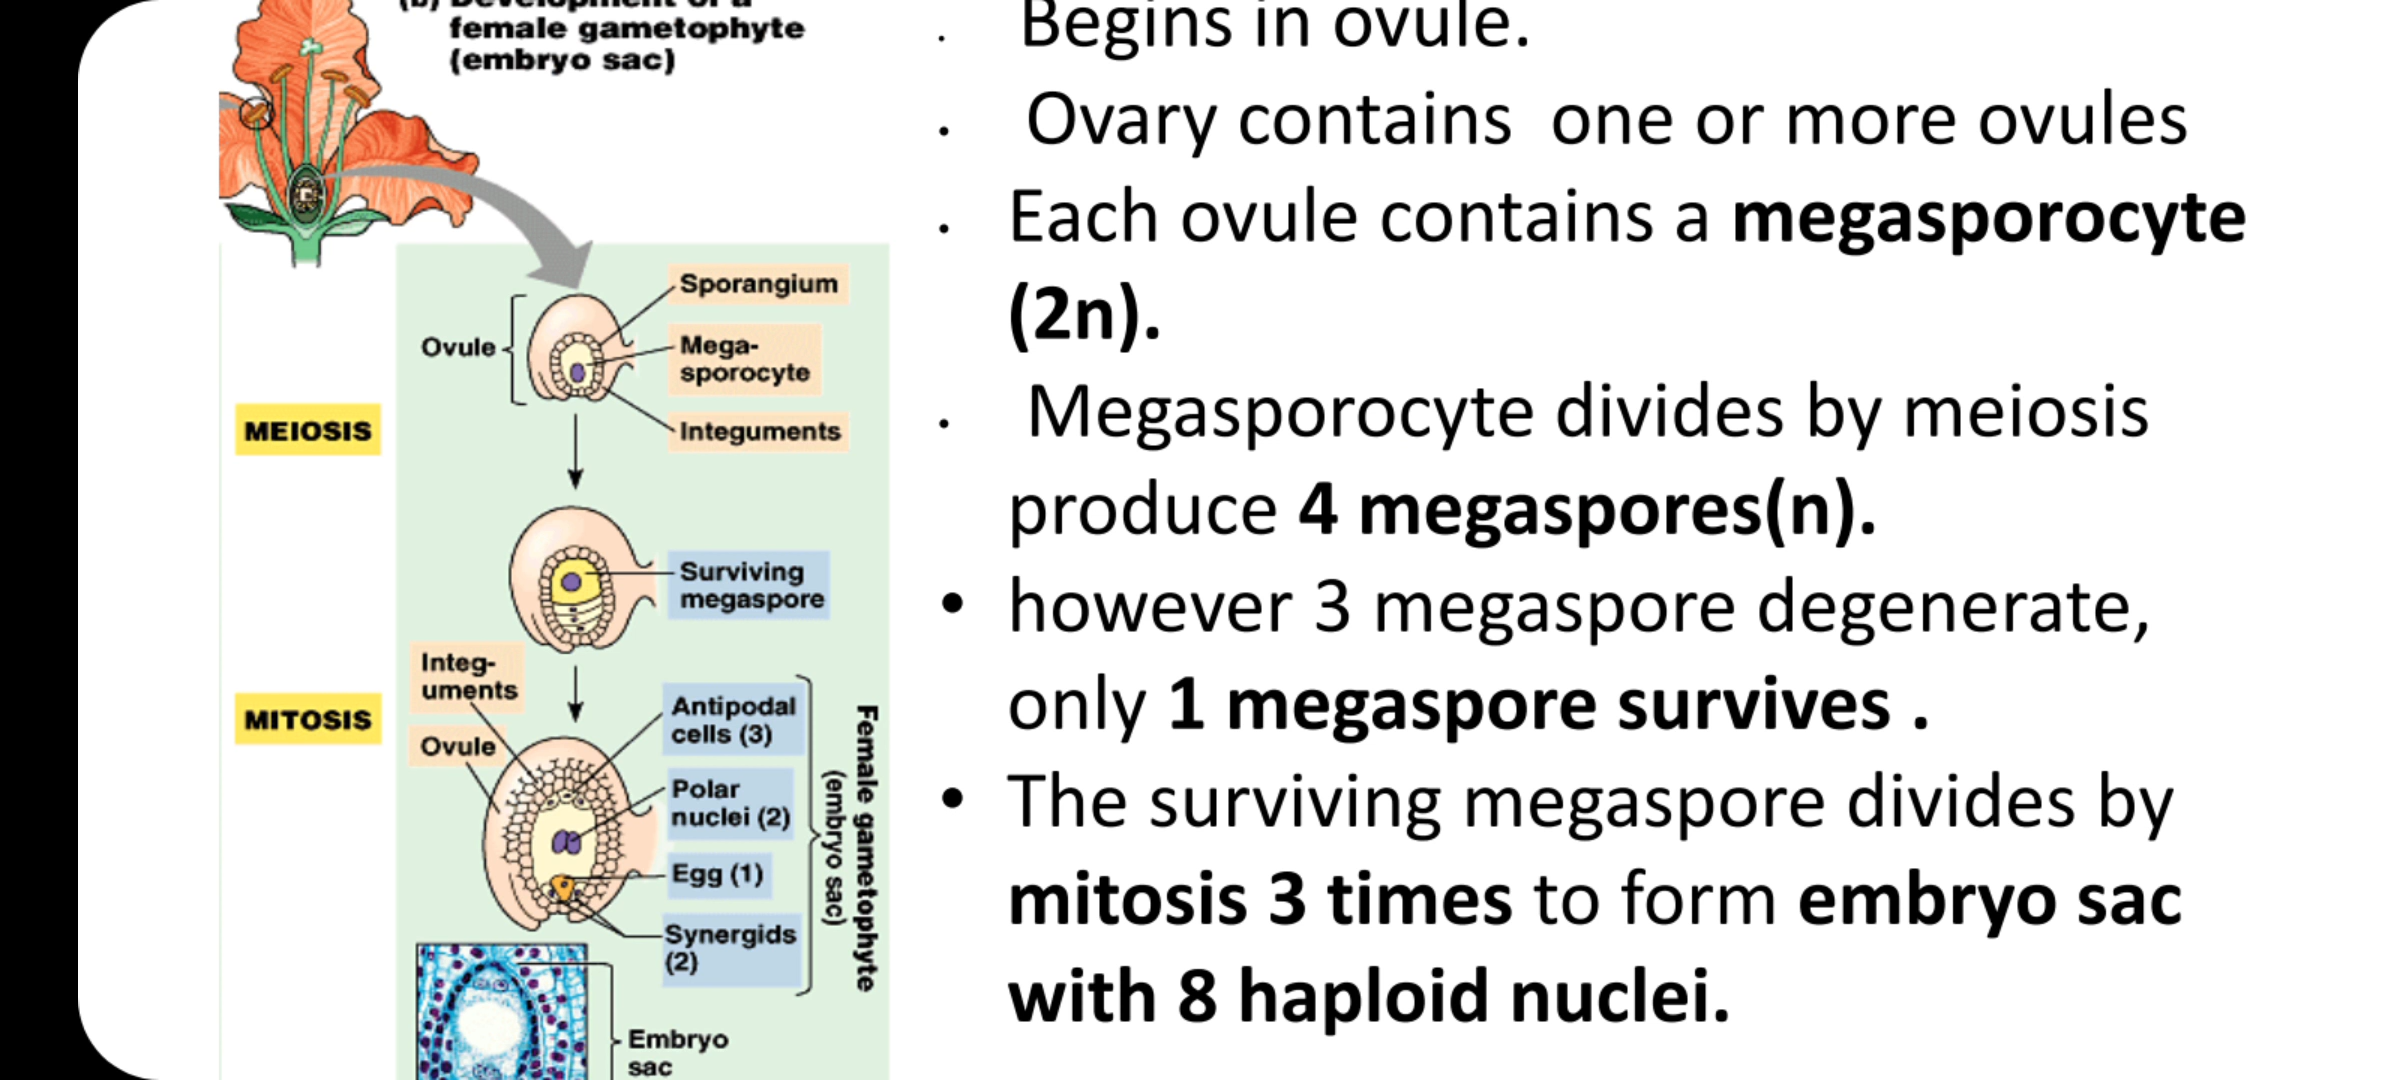 (b) Development of a
female gametophyte
(embryo sac)
Sporangium
Ovule
Mega-
sporocyte
MEIOSIS
Integuments
Surviving
megaspore
Integ-
uments
MITOSIS
Ovule
Antipodal
cells (3)
Polar
nuclei (2)
Egg (1)
Synergids
(2)
Female gametophyte
(embryo sac)
Embryo
sac
. Begins in ovule.
. Ovary contains one or more ovules
. Each ovule contains a megasporocyte
(2n).
. Megasporocyte divides by meiosis
produce 4 megaspores(n).
• however 3 megaspore degenerate,
only 1 megaspore survives .
• The surviving megaspore divides by
mitosis 3 times to form embryo sac
with 8 haploid nuclei.